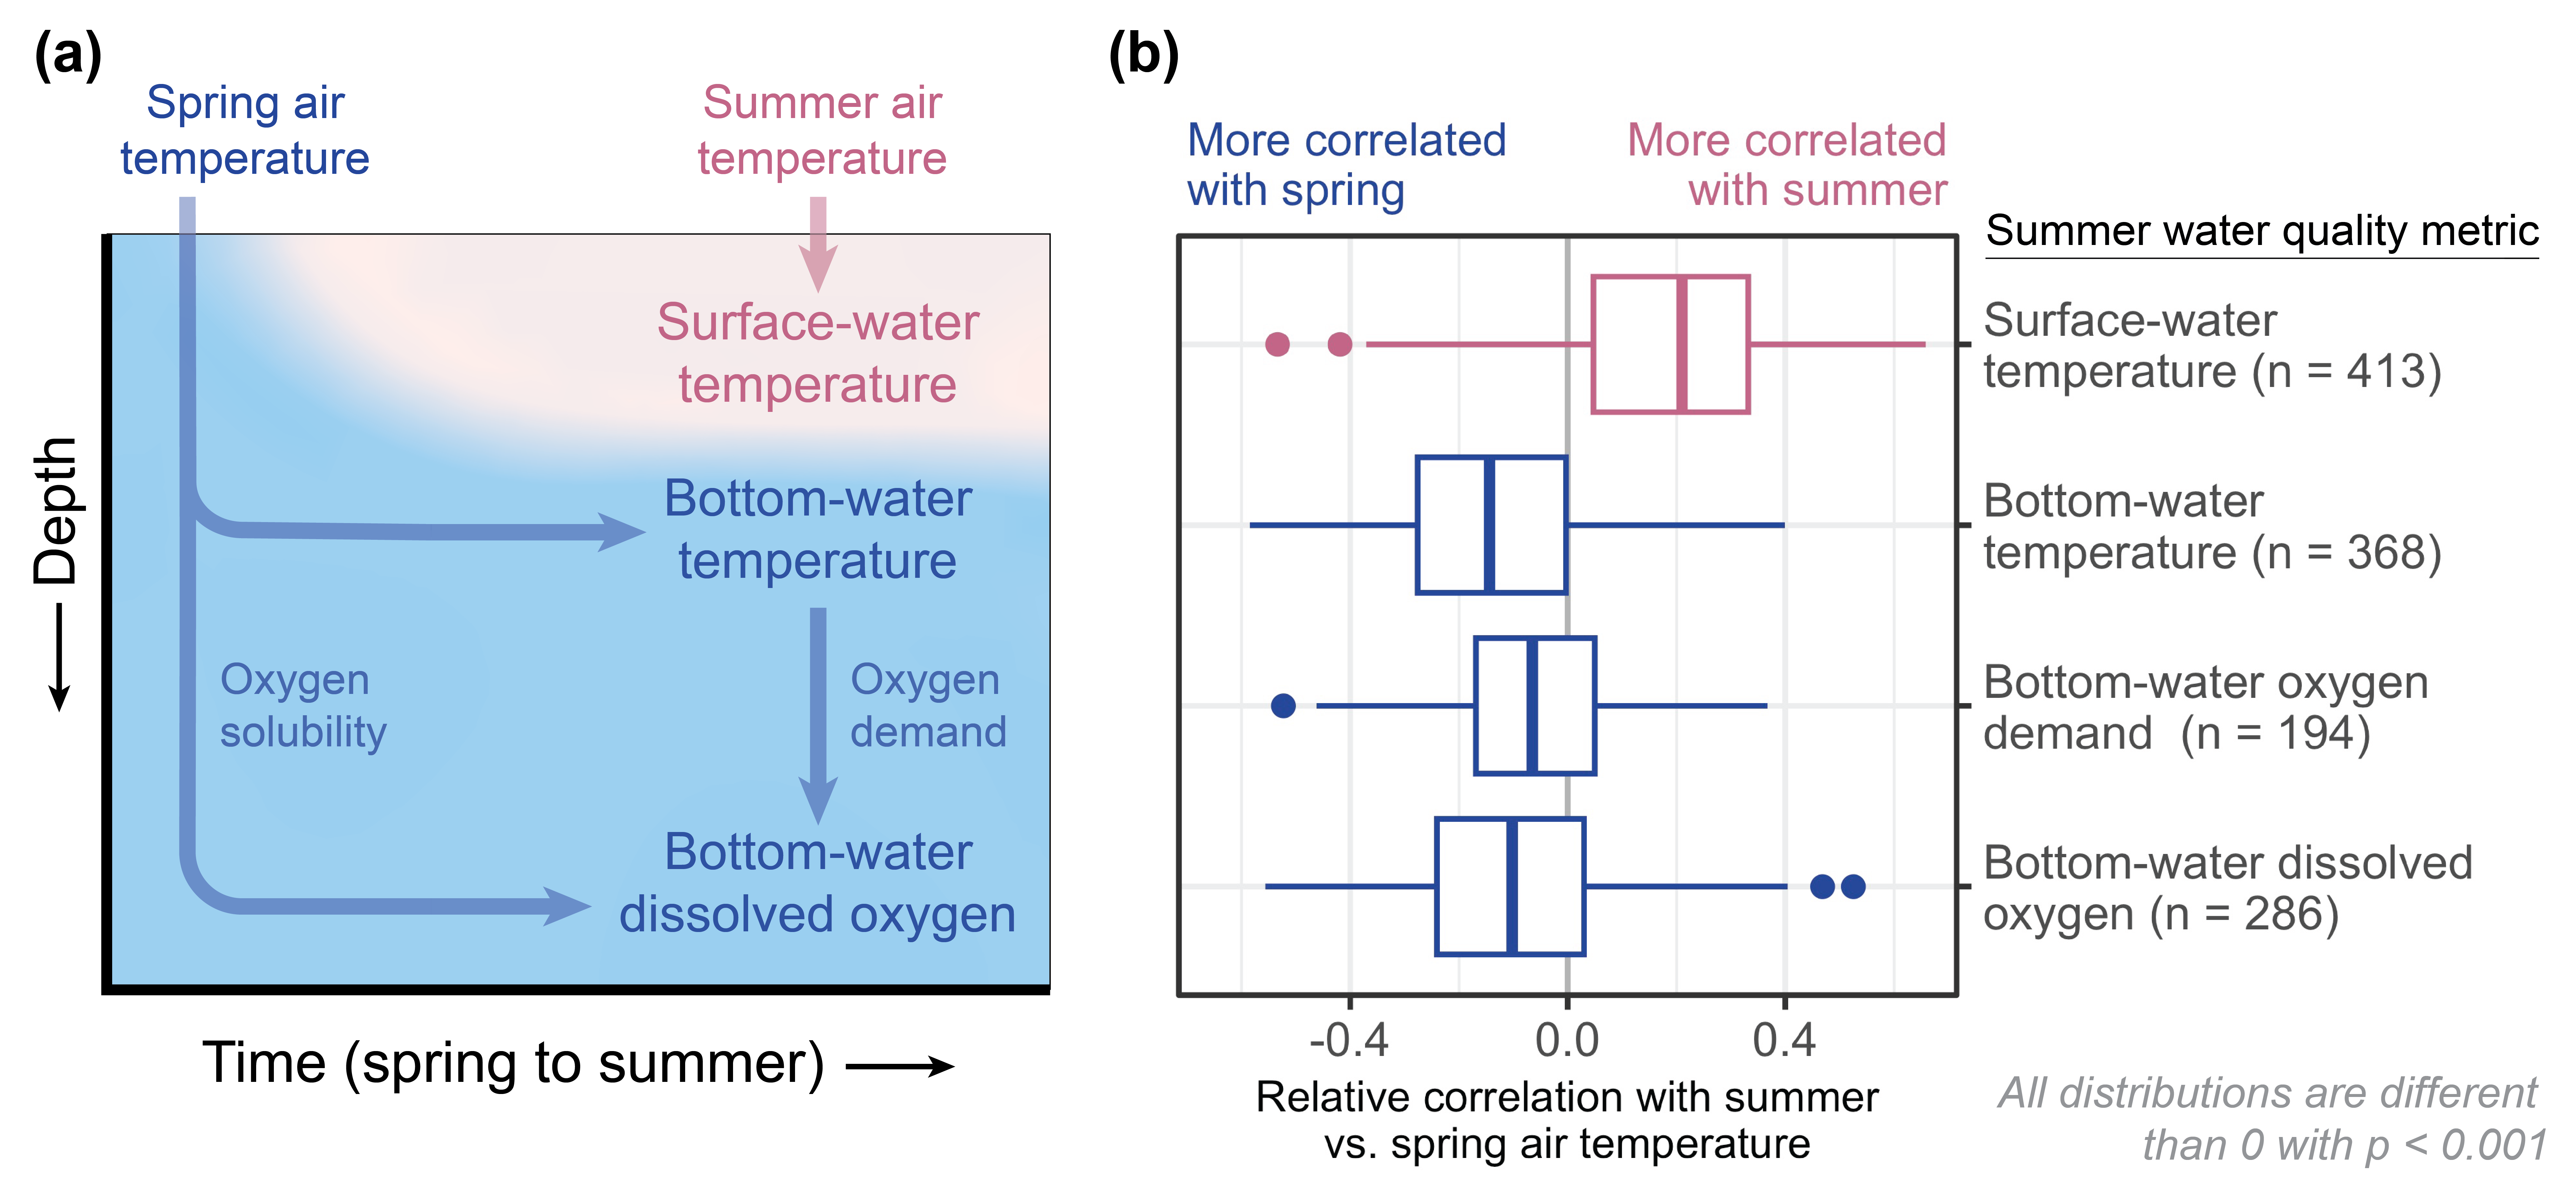 (a)
Spring air
temperature
Summer air
temperature
Surface-water
temperature
Bottom-water
temperature
Oxygen
solubility
Oxygen
demand
Bottom-water
dissolved oxygen
Depth
Time (spring to summer)
(b)
More correlated
with spring
More correlated
with summer
Summer water quality metric
Surface-water
temperature (n = 413)
Bottom-water
temperature (n = 368)
Bottom-water oxygen
demand (n = 194)
Bottom-water dissolved
oxygen (n = 286)
-0.4 0.0 0.4
Relative correlation with summer
vs. spring air temperature
All distributions are different
than 0 with p < 0.001